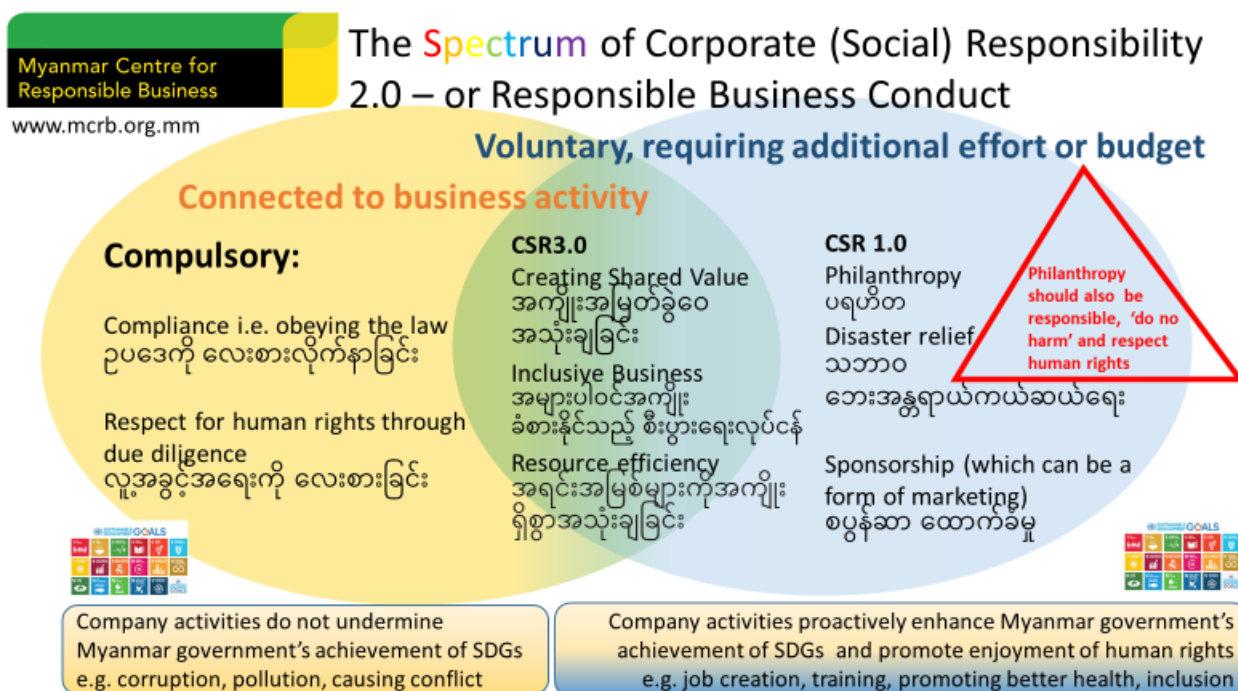 Myanmar Centre for
Responsible Business
www.mcrb.org.mm
The Spectrum of Corporate (Social) Responsibility
2.0 – or Responsible Business Conduct
Voluntary, requiring additional effort or budget
Connected to business activity
Compulsory:
Compliance i.e. obeying the law
ဥပဒေကို လေးစားလိုက်နာခြင်း
Respect for human rights through
due diligence
လူ့အခွင့်အရေးကို လေးစားခြင်း
CSR3.0
Creating Shared Value
အကျိုးအမြတ်ခွဲဝေ
အသုံးချခြင်း
Inclusive Business
အများပါဝင်အကျိုး
ခံစားနိုင်သည့် စီးပွားရေးလုပ်ငန်
Resource efficiency
အရင်းအမြစ်များကိုအကျိုး
ရှိစွာအသုံးချခြင်း
CSR 1.0
Philanthropy
ပရဟိတ
Disaster relief
သဘာဝ
ဘေးအန္တရာယ်ကယ်ဆယ်ရေး
Sponsorship (which can be a
form of marketing)
စပွန်ဆာ ထောက်ခံမှု
Philanthropy
should also be
responsible, ‘do no
harm’ and respect
human rights
GOALS
GOALS
Company activities do not undermine
Myanmar government’s achievement of SDGs
e.g. corruption, pollution, causing conflict
Company activities proactively enhance Myanmar government’s
achievement of SDGs and promote enjoyment of human rights
e.g. job creation, training, promoting better health, inclusion